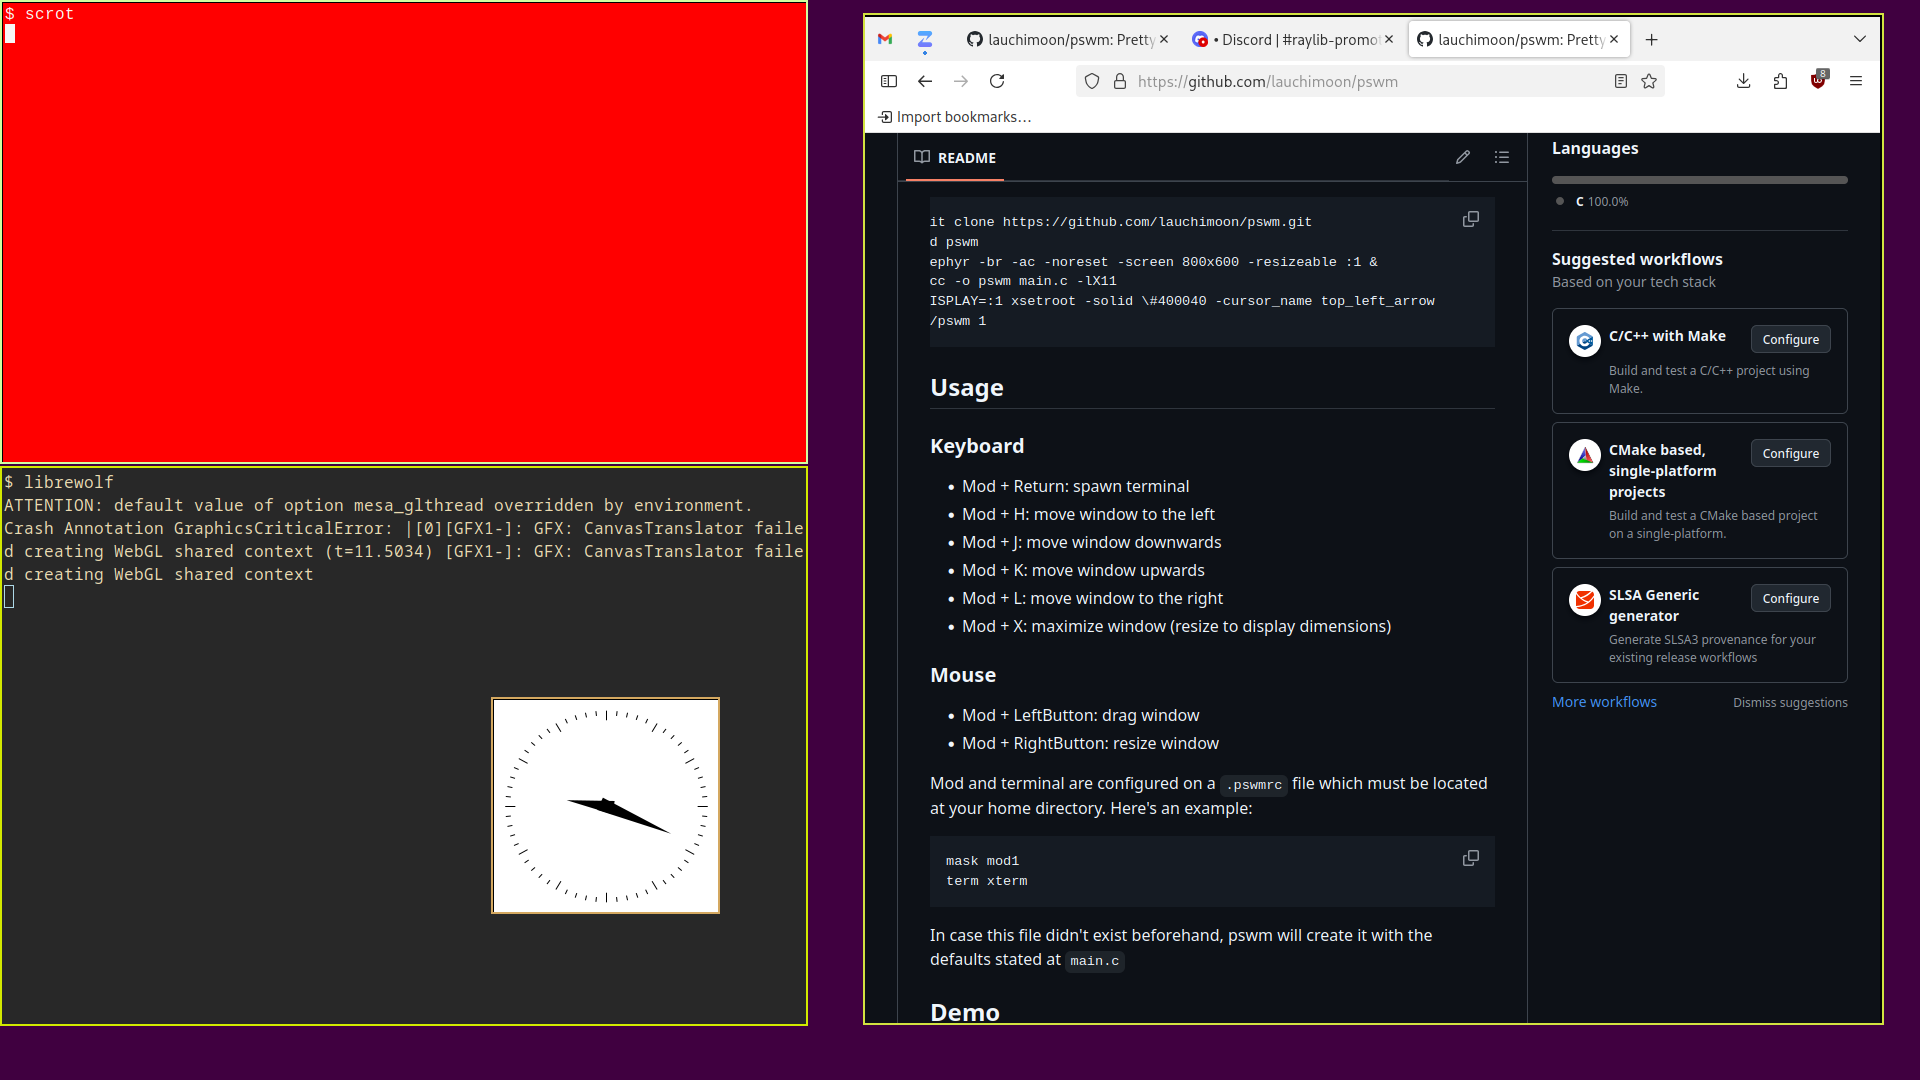 $ scrot
$ librewolf
ATTENTION: default value of option mesa_glthread overridden by environment.
Crash Annotation GraphicsCriticalError: |[0][GFX1-]: GFX: CanvasTranslator faile
d creating WebGL shared context (t=11.5034) [GFX1-]: GFX: CanvasTranslator faile
d creating WebGL shared context
lauchimoon/pswm: Pretty
• Discord | #raylib-promot
lauchimoon/pswm: Pretty
https://github.com/lauchimoon/pswm
8
Import bookmarks…
README
it clone https://github.com/lauchimoon/pswm.git
d pswm
ephyr -br -ac -noreset -screen 800x600 -resizeable :1 &
cc -o pswm main.c -lX11
ISPLAY=:1 xsetroot -solid \#400040 -cursor_name top_left_arrow
/pswm 1
Usage
Keyboard
• Mod + Return: spawn terminal
• Mod + H: move window to the left
• Mod + J: move window downwards
• Mod + K: move window upwards
• Mod + L: move window to the right
• Mod + X: maximize window (resize to display dimensions)
Mouse
• Mod + LeftButton: drag window
• Mod + RightButton: resize window
Mod and terminal are configured on a .pswmrc file which must be located
at your home directory. Here's an example:
mask mod1
term xterm
In case this file didn't exist beforehand, pswm will create it with the
defaults stated at main.c
Demo
Languages
C 100.0%
Suggested workflows
Based on your tech stack
C/C++ with Make
Configure
Build and test a C/C++ project using
Make.
CMake based,
single-platform
projects
Configure
Build and test a CMake based project
on a single-platform.
SLSA Generic
generator
Configure
Generate SLSA3 provenance for your
existing release workflows
More workflows
Dismiss suggestions